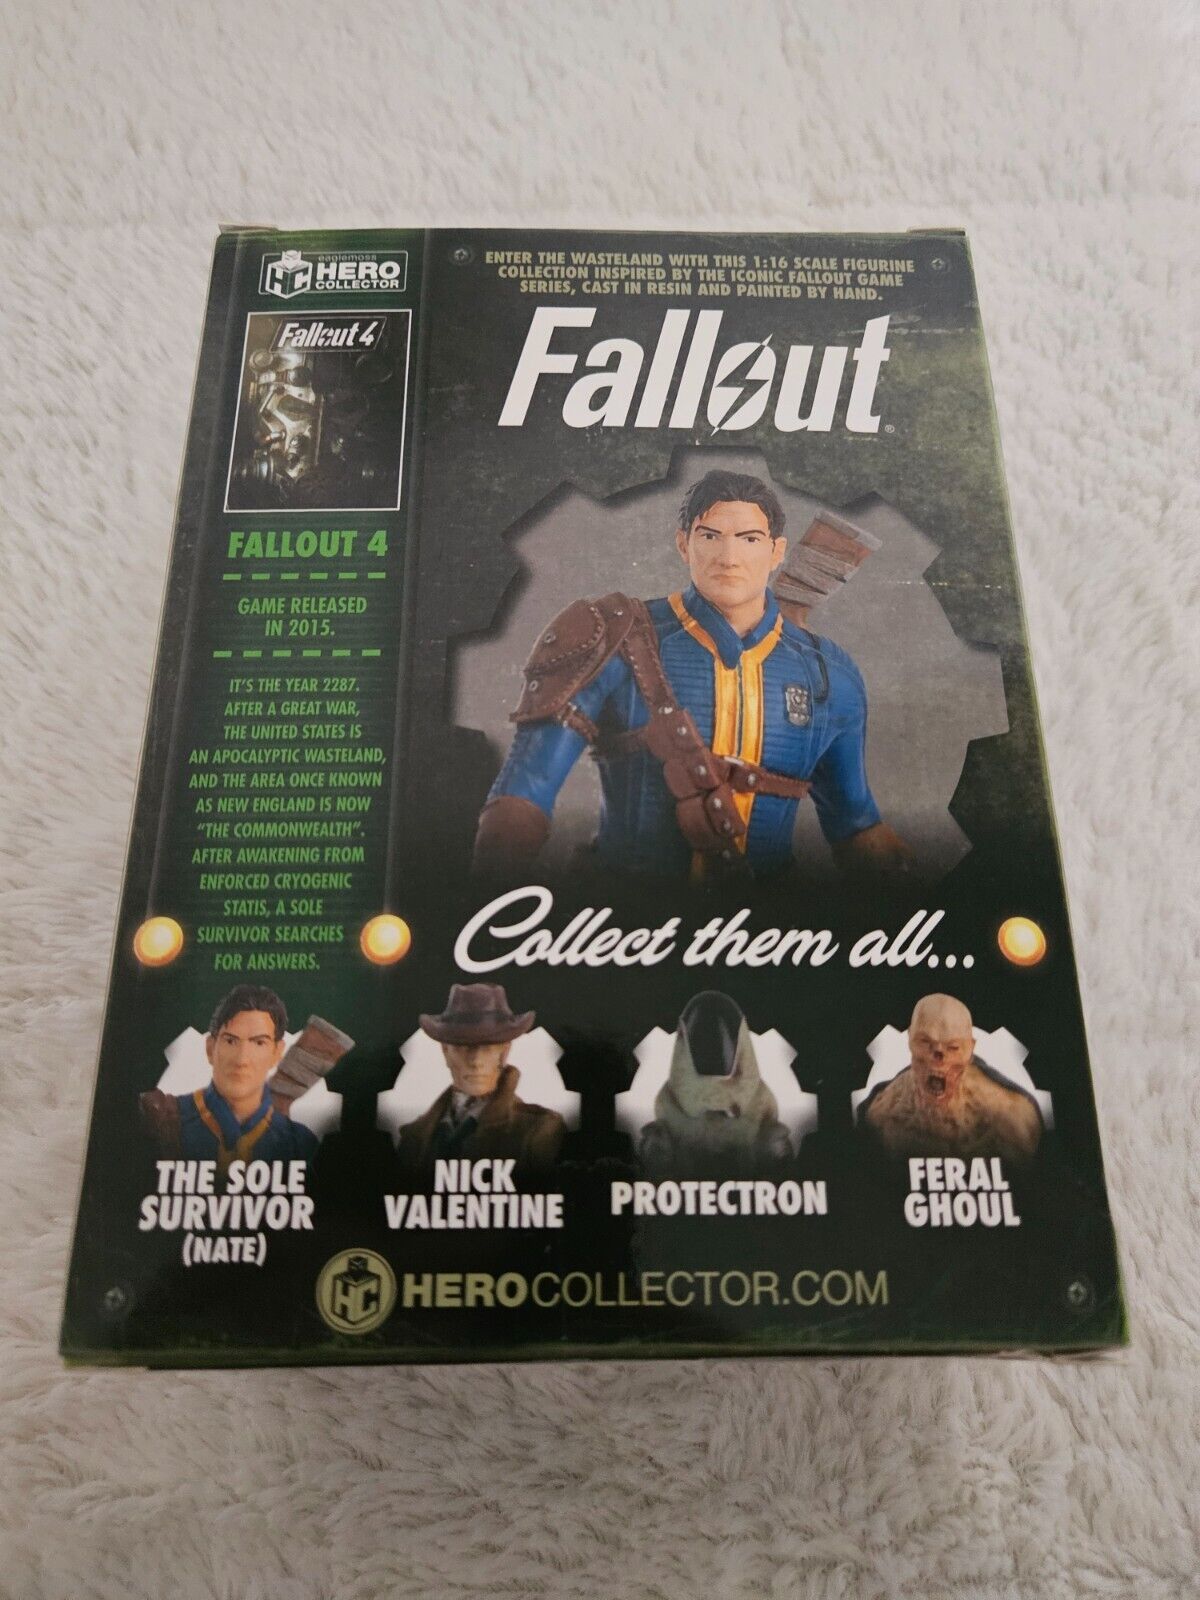 eaglemoss
HC
HERO
COLLECTOR
Fallout 4
FALLOUT 4
GAME RELEASED
IN 2015.
IT'S THE YEAR 2287.
AFTER A GREAT WAR,
THE UNITED STATES IS
AN APOCALYPTIC WASTELAND,
AND THE AREA ONCE KNOWN
AS NEW ENGLAND IS NOW
"THE COMMONWEALTH".
AFTER AWAKENING FROM
ENFORCED CRYOGENIC
STATIS, A SOLE
SURVIVOR SEARCHES
FOR ANSWERS.
ENTER THE WASTELAND WITH THIS 1:16 SCALE FIGURINE
COLLECTION INSPIRED BY THE ICONIC FALLOUT GAME
SERIES, CAST IN RESIN AND PAINTED BY HAND.
Fallout®
Collect them all...
THE SOLE
SURVIVOR
(NATE)
NICK
VALENTINE
PROTECTRON
FERAL
GHOUL
HC HEROCOLLECTOR.COM